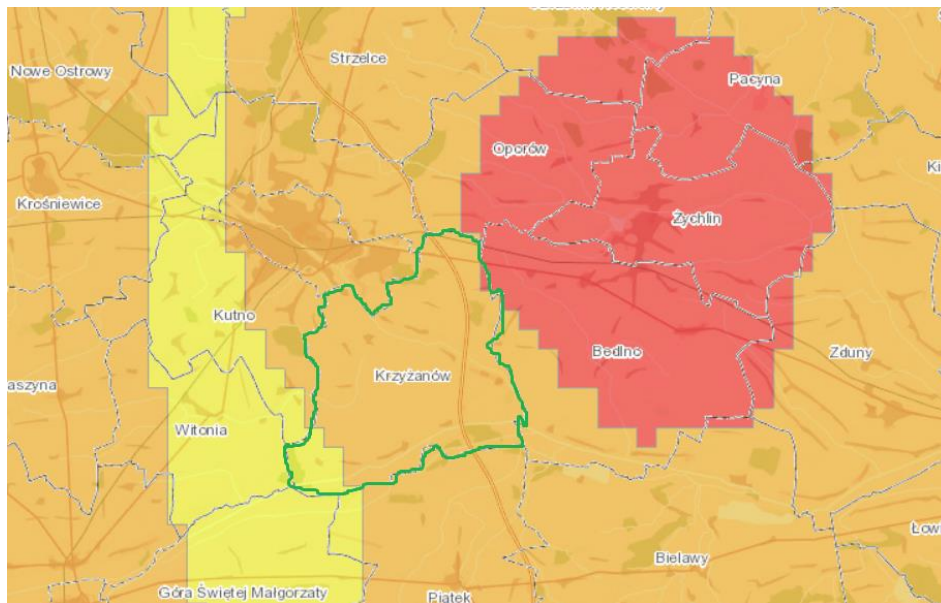 Strzelce
Nowe Ostrowy
Pacyna
Oporów
Krośniewice
Żychlin
Kutno
Bedlno
Zduny
Krzyżanów
aszyna
Witonia
Bielawy
Góra Świętej Małgorzaty
Piątek